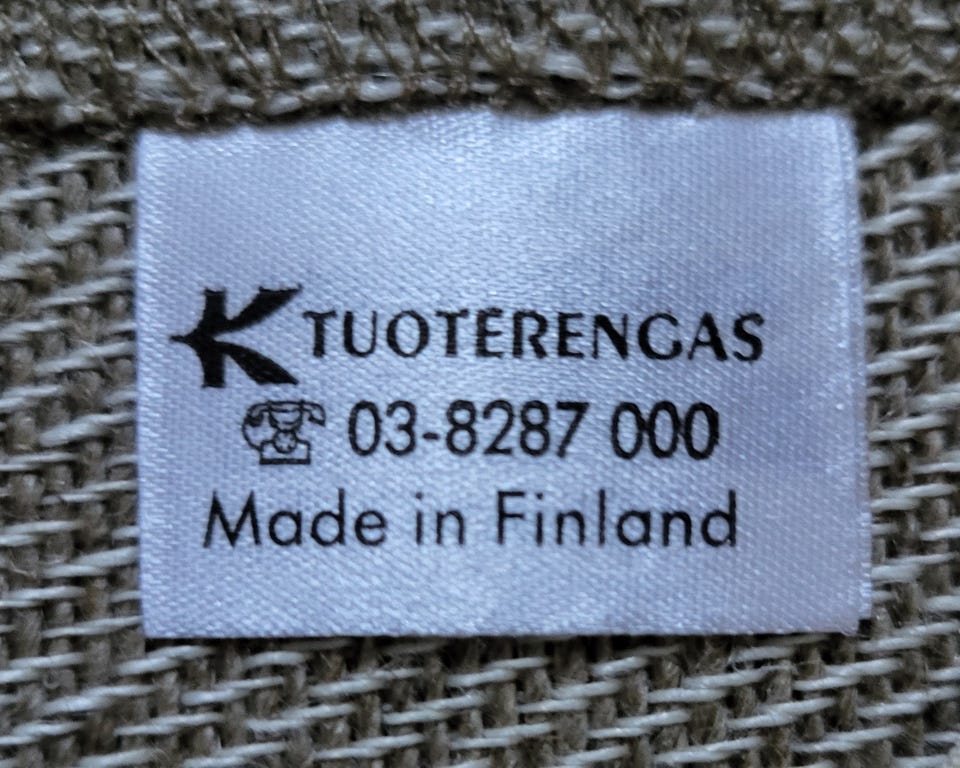 K TUOTERENGAS
☎ 03-8287 000
Made in Finland